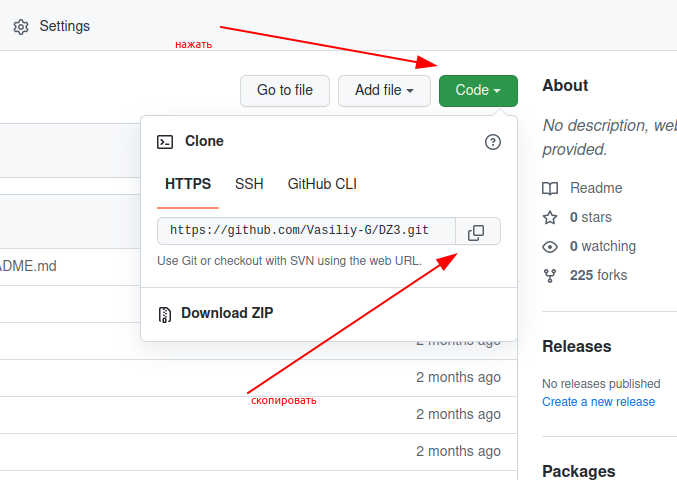 Settings
нажать
Go to file
Add file
Code
About
No description, we
provided.
Clone
HTTPS
SSH
GitHub CLI
https://github.com/Vasiliy-G/DZ3.git
Use Git or checkout with SVN using the web URL.
Download ZIP
DME.md
Readme
0 stars
0 watching
225 forks
2 months ago
2 months ago
2 months ago
2 months ago
скопировать
Releases
No releases published
Create a new release
Packages